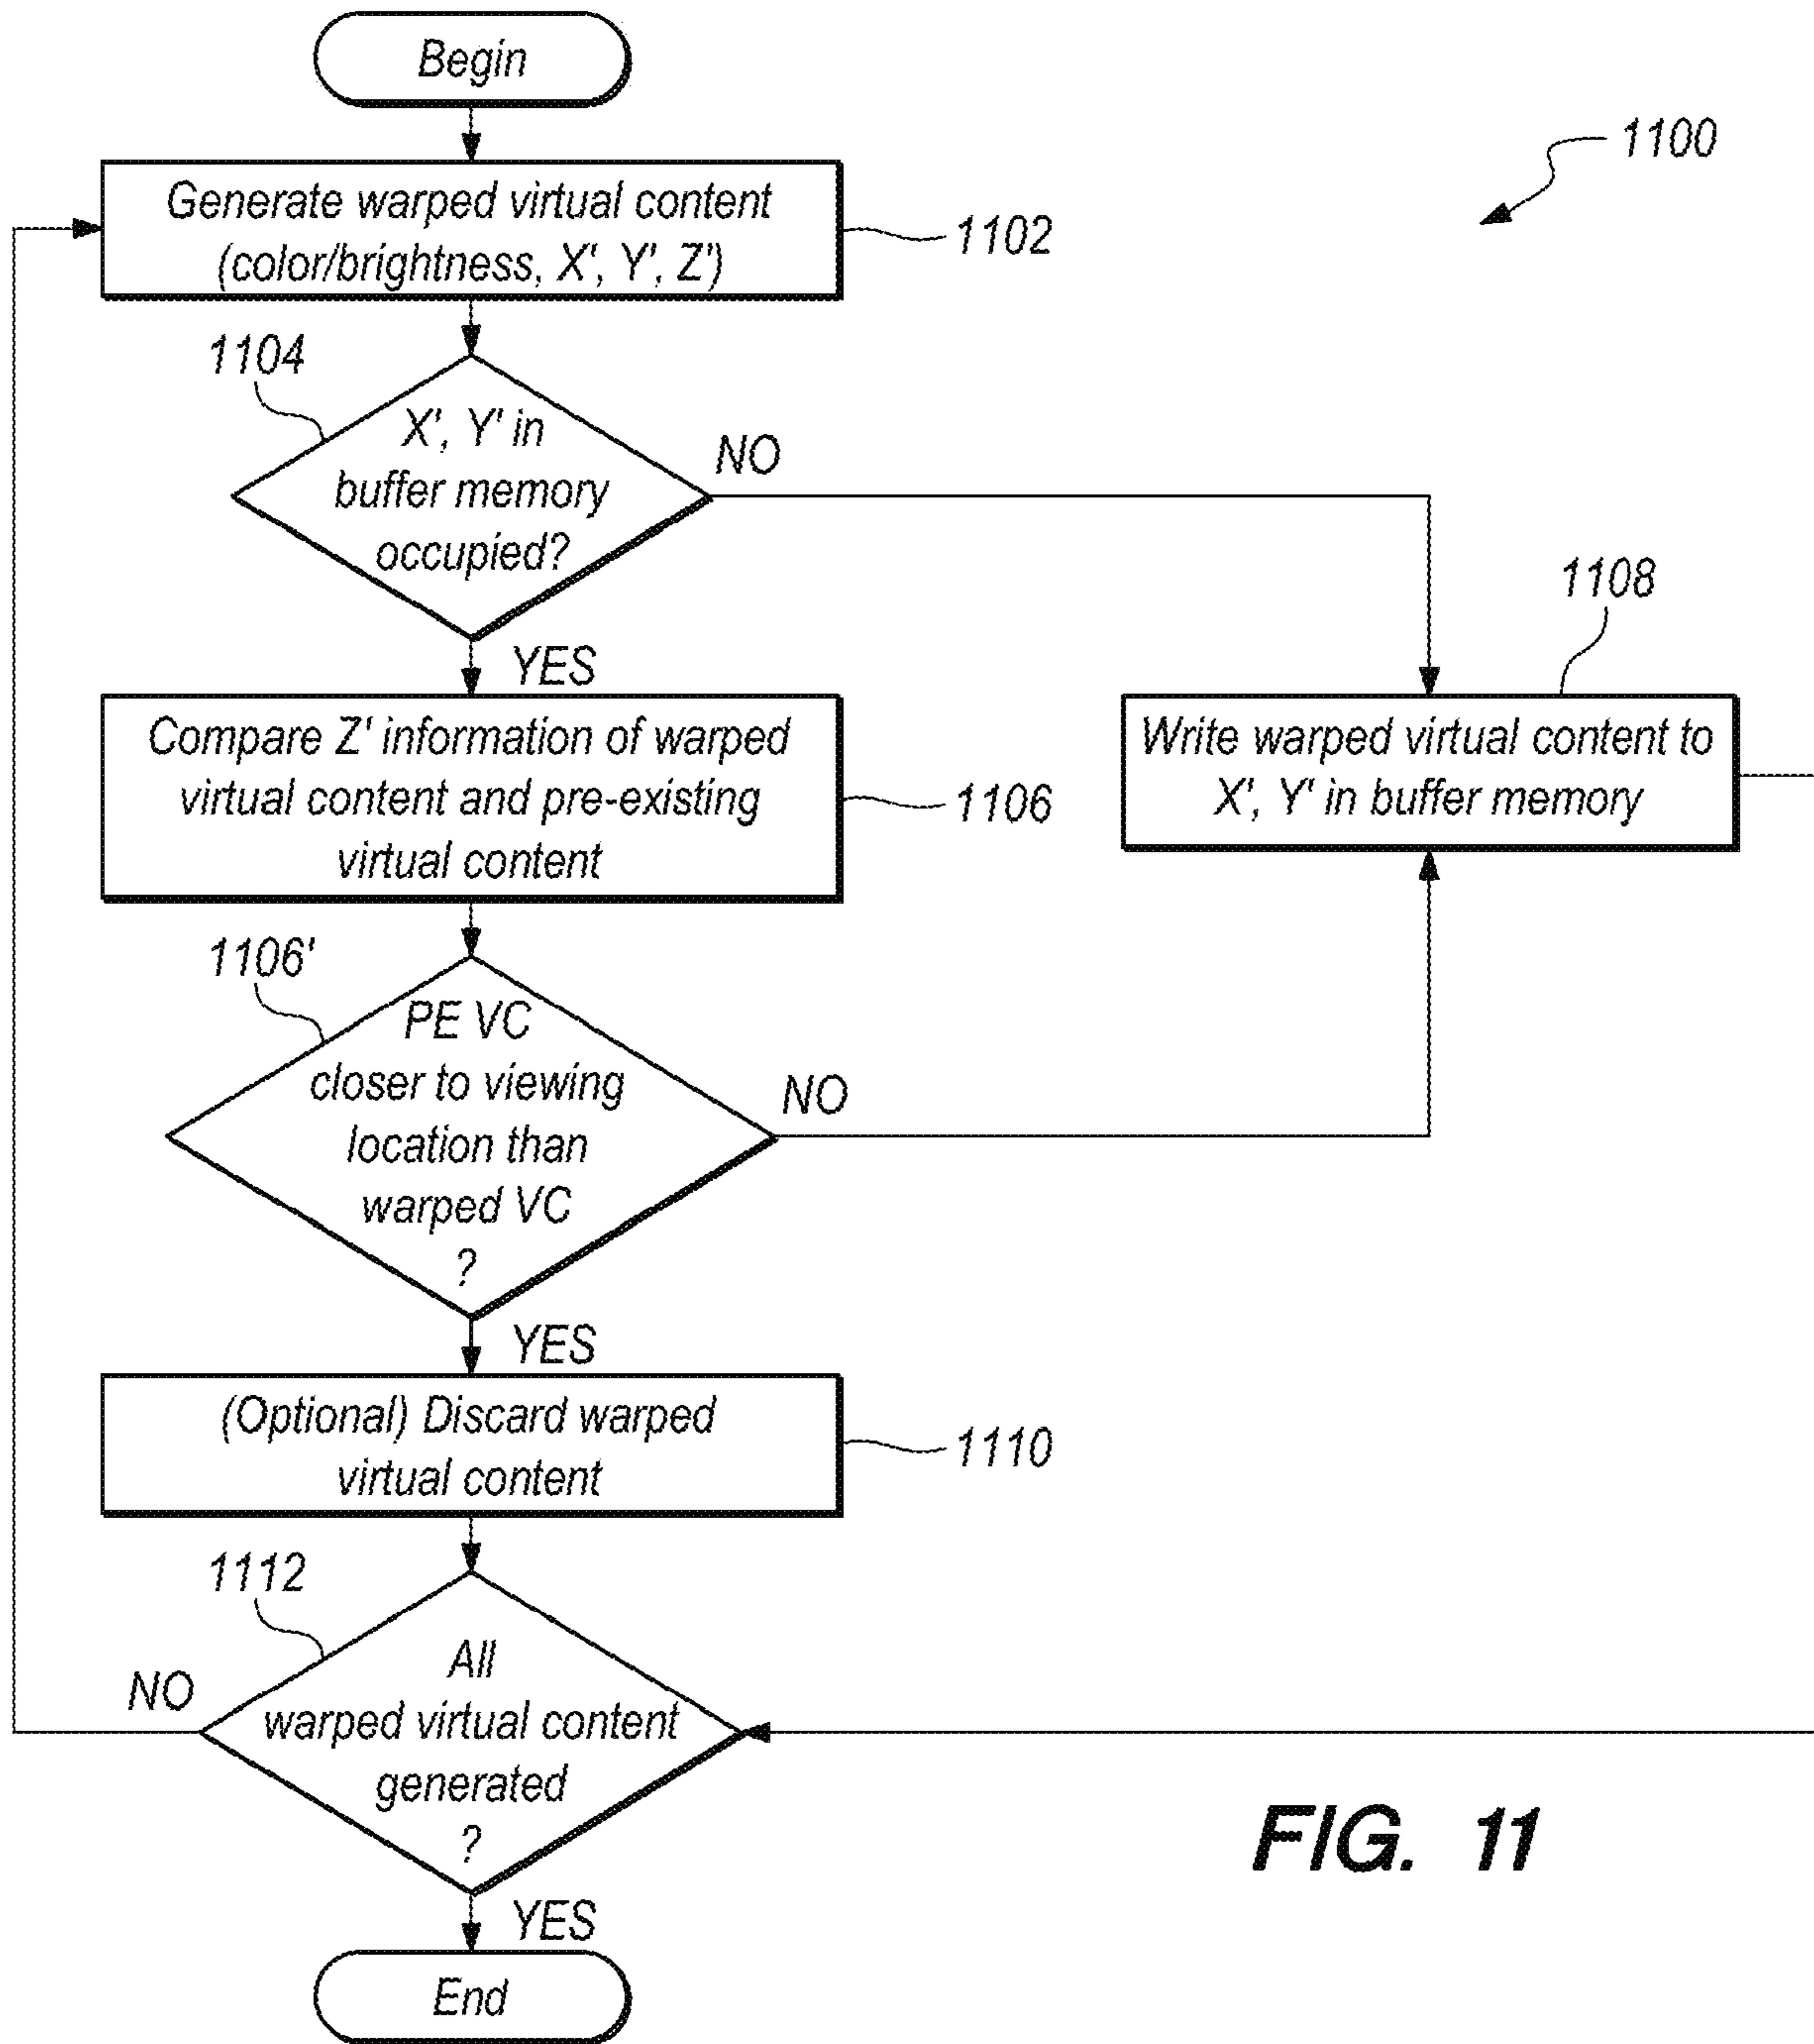 Begin
1100
Generate warped virtual content
(color/brightness, X', Y', Z')
1102
1104
X', Y' in
buffer memory
occupied?
NO
YES
1108
Compare Z' information of warped
virtual content and pre-existing
virtual content
1106
Write warped virtual content to
X', Y' in buffer memory
1106'
PE VC
closer to viewing
location than
warped VC
?
NO
YES
(Optional) Discard warped
virtual content
1110
1112
All
warped virtual content
generated
?
NO
YES
End
FIG. 11